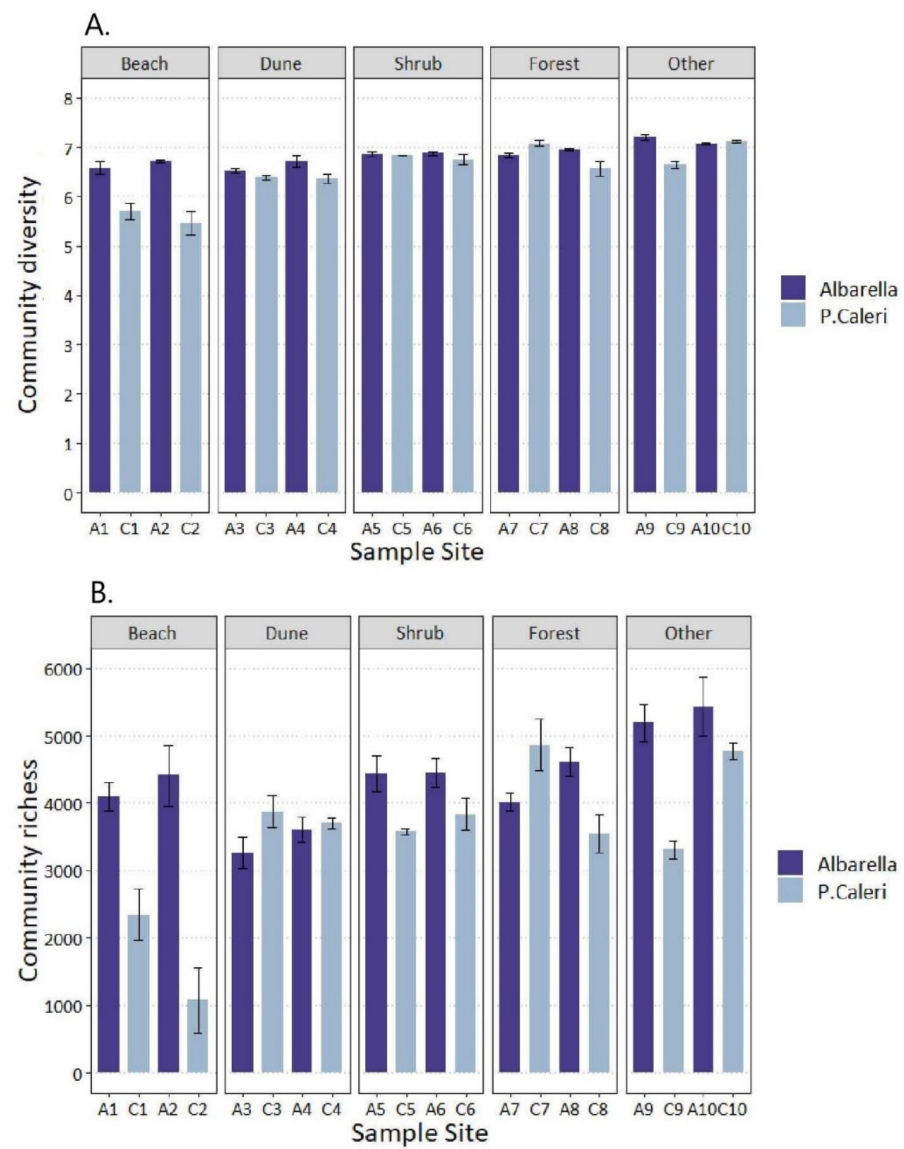 A.
Beach Dune Shrub Forest Other
8
7
6
5
4
3
2
1
0
Community diversity
A1 C1 A2 C2 A3 C3 A4 C4 A5 C5 A6 C6 A7 C7 A8 C8 A9 C9 A10 C10
Sample Site
Albarella
P.Caleri
B.
Beach Dune Shrub Forest Other
6000
5000
4000
3000
2000
1000
0
Community richess
A1 C1 A2 C2 A3 C3 A4 C4 A5 C5 A6 C6 A7 C7 A8 C8 A9 C9 A10 C10
Sample Site
Albarella
P.Caleri